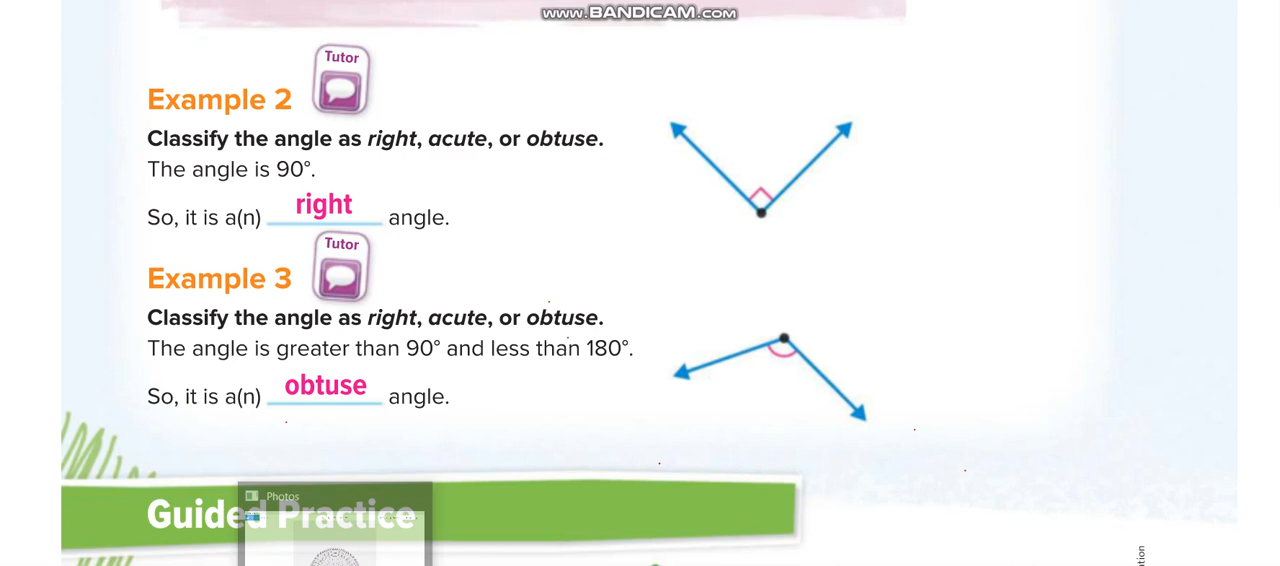 www.BANDICAM.com
Tutor
Example 2
Classify the angle as right, acute, or obtuse.
The angle is 90°.
right
So, it is a(n) angle.
Tutor
Example 3
Classify the angle as right, acute, or obtuse.
The angle is greater than 90° and less than 180°.
obtuse
So, it is a(n) angle.
Photos
Guided Practice